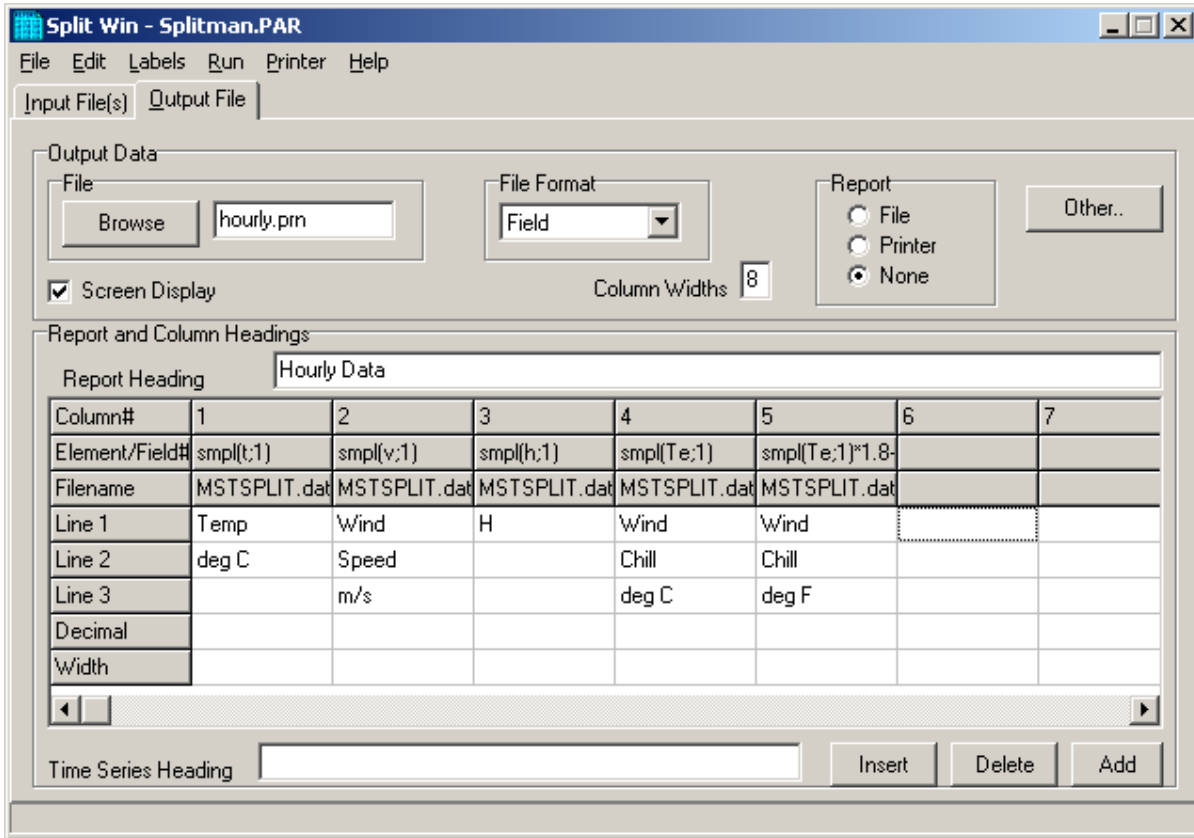 Split Win - Splitman.PAR
File Edit Labels Run Printer Help
Input File(s) Output File
Output Data
File File Format Report
Browse hourly.prn Field File Other..
Printer
Screen Display Column Widths 8 None
Report and Column Headings
Report Heading Hourly Data
Column# 1 2 3 4 5 6 7
Element/Field# smpl(t;1) smpl(v;1) smpl(h;1) smpl(Te;1) smpl(Te;1)*1.8-
Filename MSTSPLIT.dat MSTSPLIT.dat MSTSPLIT.dat MSTSPLIT.dat MSTSPLIT.dat
Line 1 Temp Wind H Wind Wind
Line 2 deg C Speed Chill Chill
Line 3 m/s deg C deg F
Decimal
Width
Time Series Heading Insert Delete Add